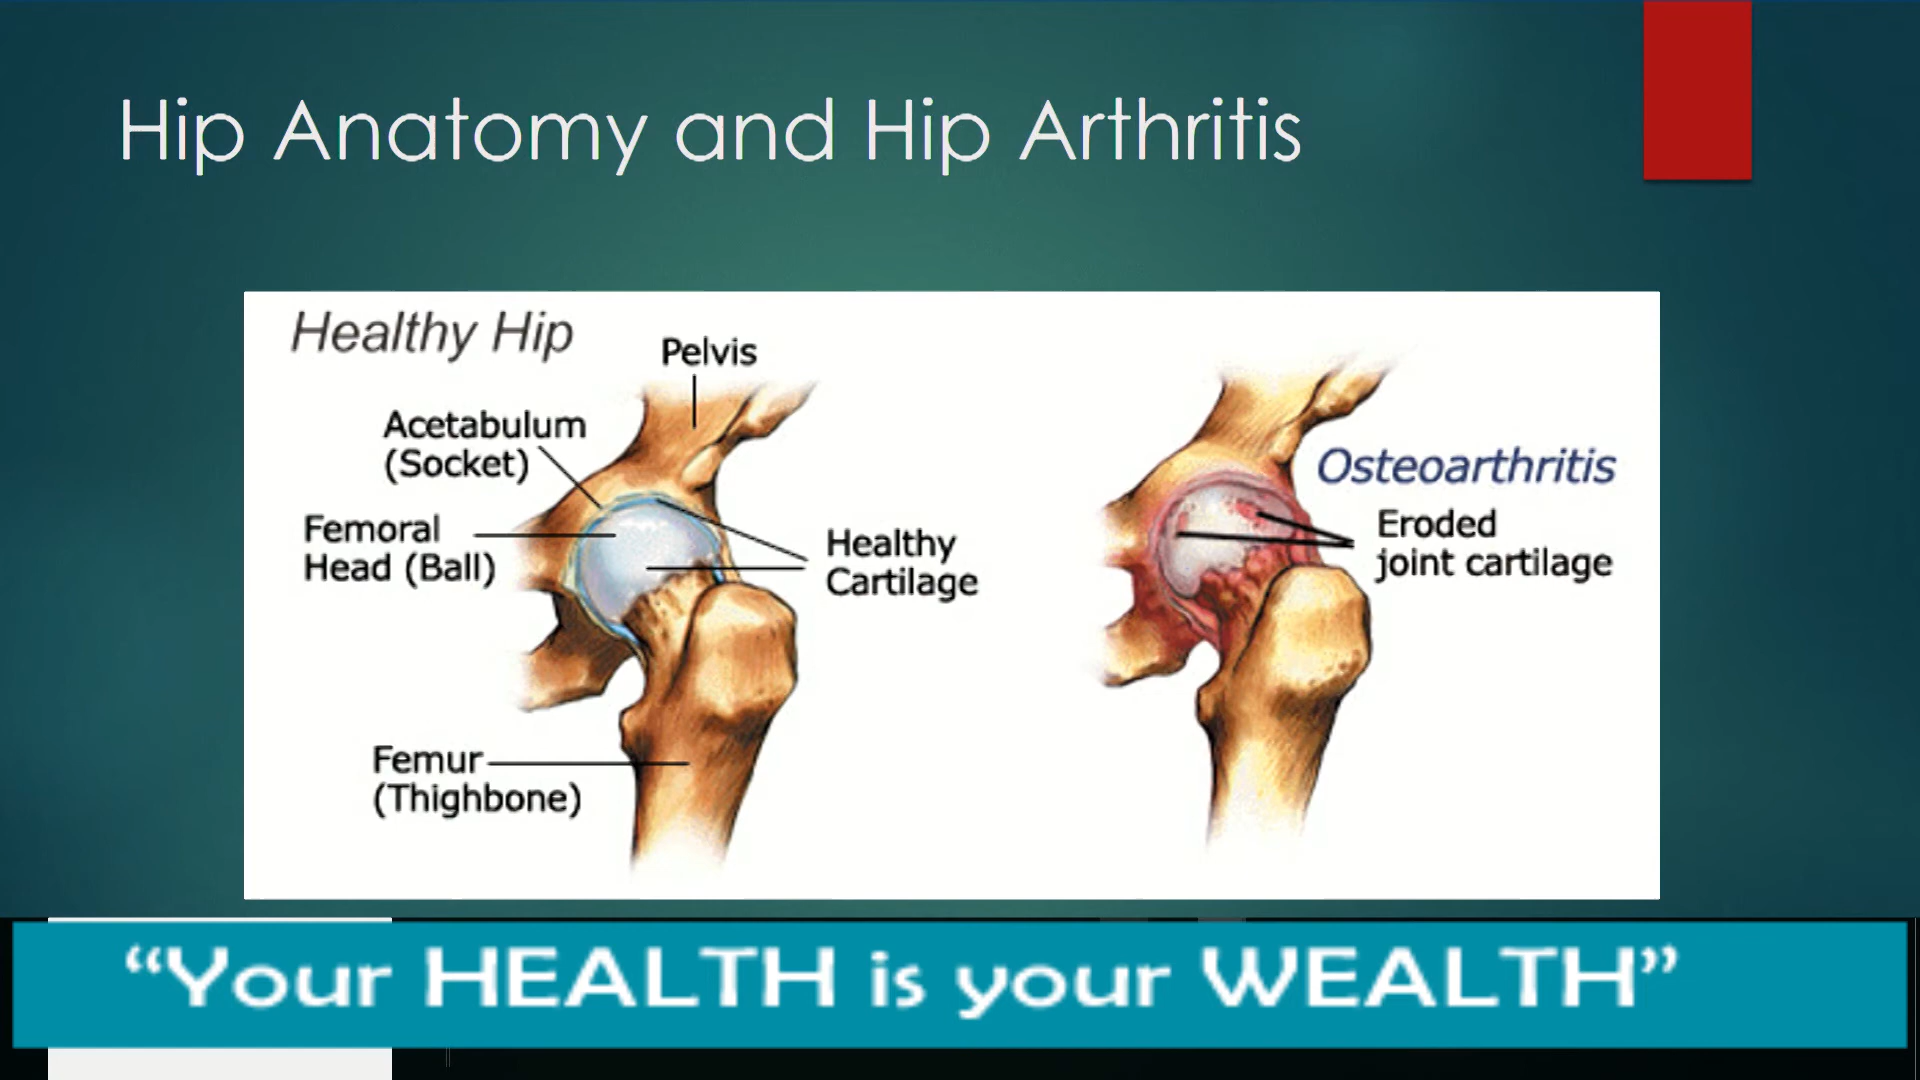 Hip Anatomy and Hip Arthritis
Healthy Hip
Pelvis
Acetabulum
(Socket)
Femoral
Head (Ball)
Healthy
Cartilage
Femur
(Thighbone)
Osteoarthritis
Eroded
joint cartilage
“Your HEALTH is your WEALTH”